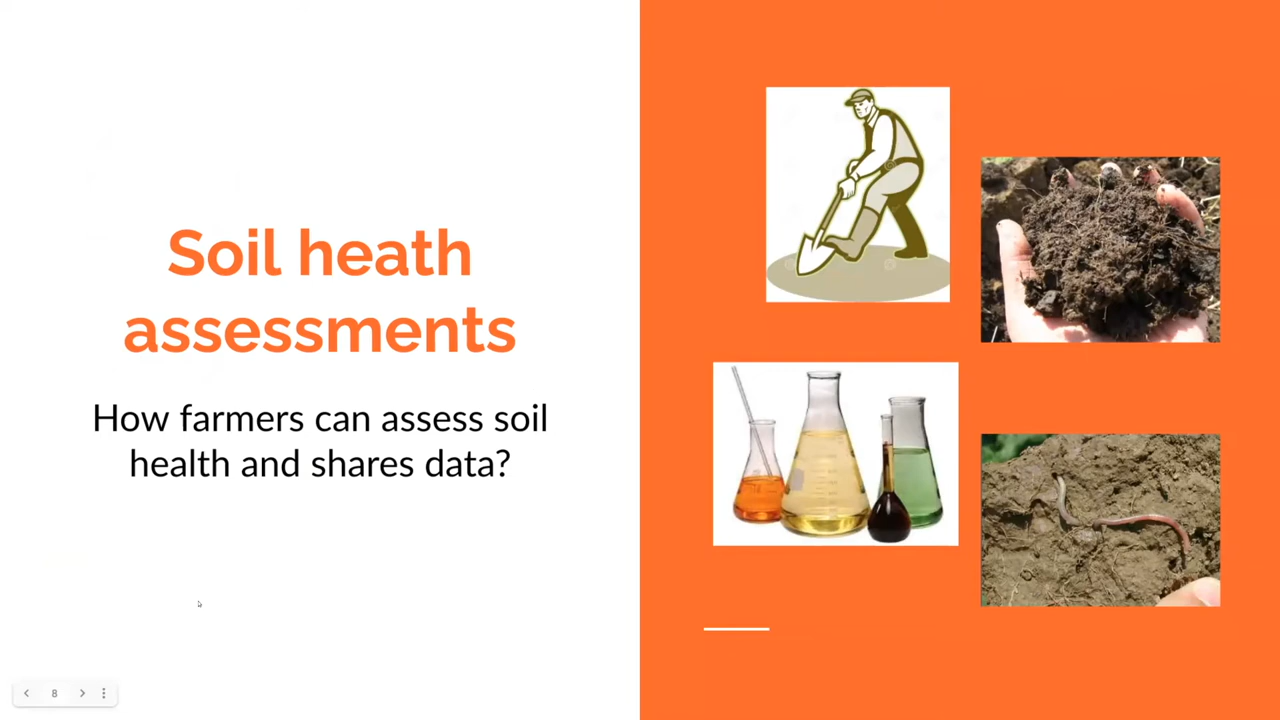 Soil heath
assessments
How farmers can assess soil
health and shares data?
8